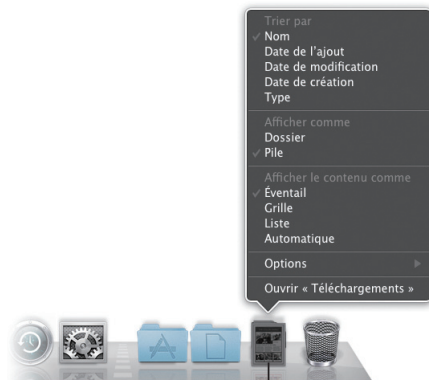 Trier par
✓ Nom
Date de l'ajout
Date de modification
Date de création
Type
Afficher comme
Dossier
✓ Pile
Afficher le contenu comme
✓ Éventail
Grille
Liste
Automatique
Options
Ouvrir « Téléchargements »